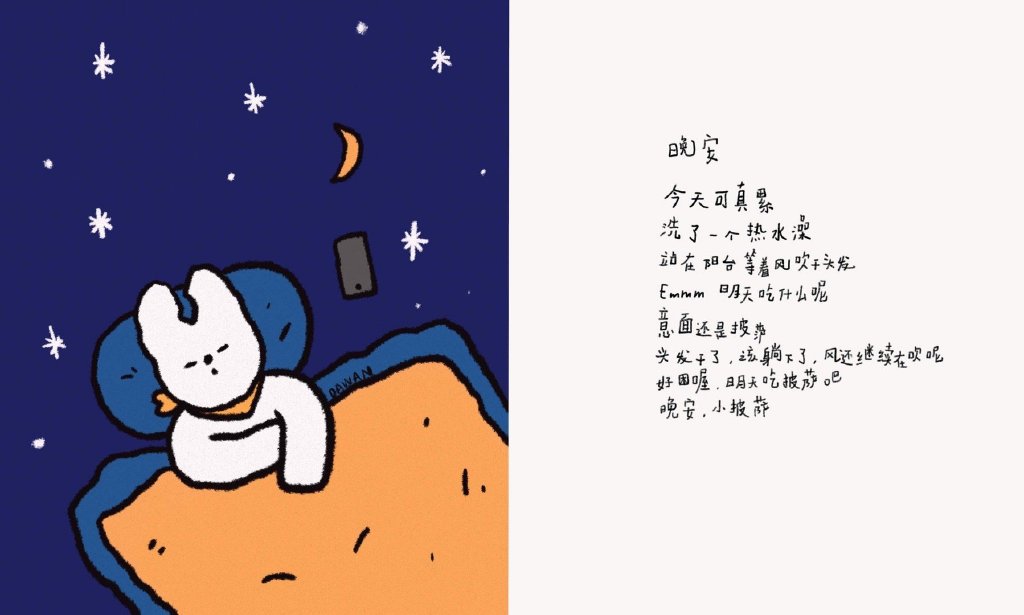 DAWAN
晚安
今天可真累
洗了一个热水澡
站在阳台等着风吹干头发
Emmm 明天吃什么呢
意面还是披萨
头发干了，该躺下了，风还继续在吹呢
好困喔，明天吃披萨吧
晚安，小披萨